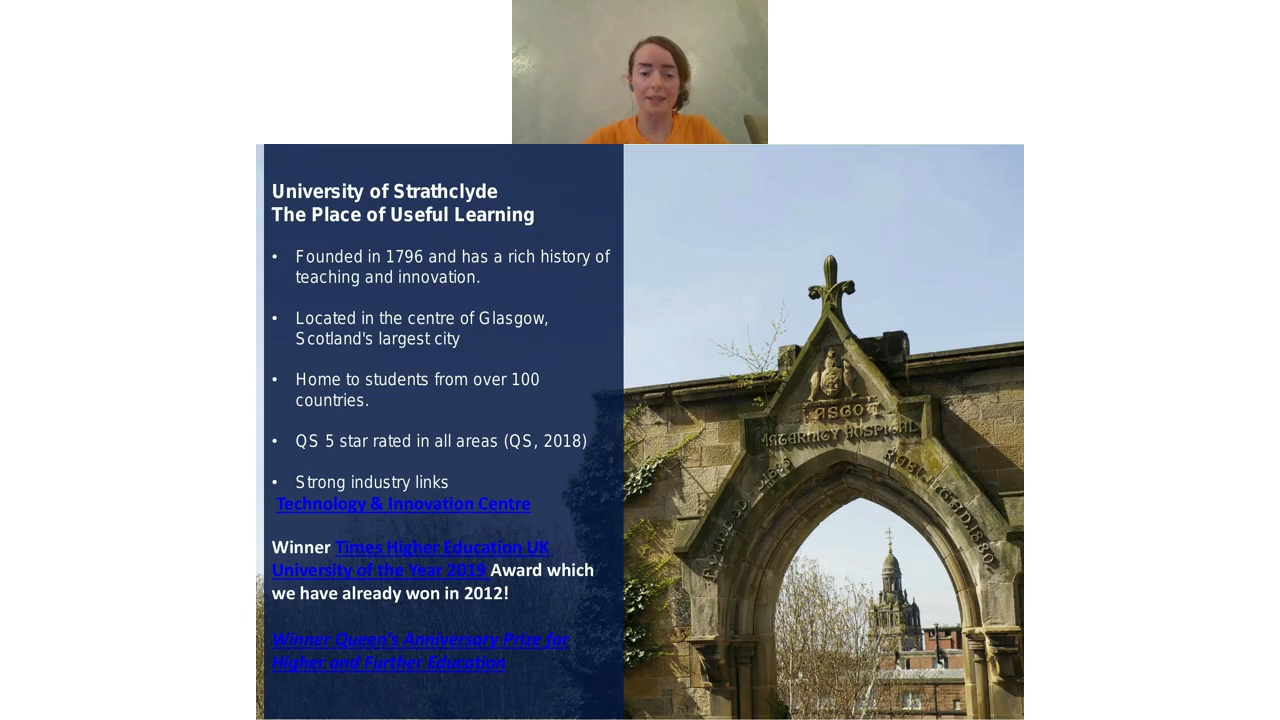 University of Strathclyde
The Place of Useful Learning
• Founded in 1796 and has a rich history of
teaching and innovation.
• Located in the centre of Glasgow,
Scotland's largest city
• Home to students from over 100
countries.
• QS 5 star rated in all areas (QS, 2018)
• Strong industry links
Technology & Innovation Centre
Winner Times Higher Education UK
University of the Year 2019 Award which
we have already won in 2012!
Winner Queen's Anniversary Prize for
Higher and Further Education
ASGOW
MATERNITY HOSPITAL